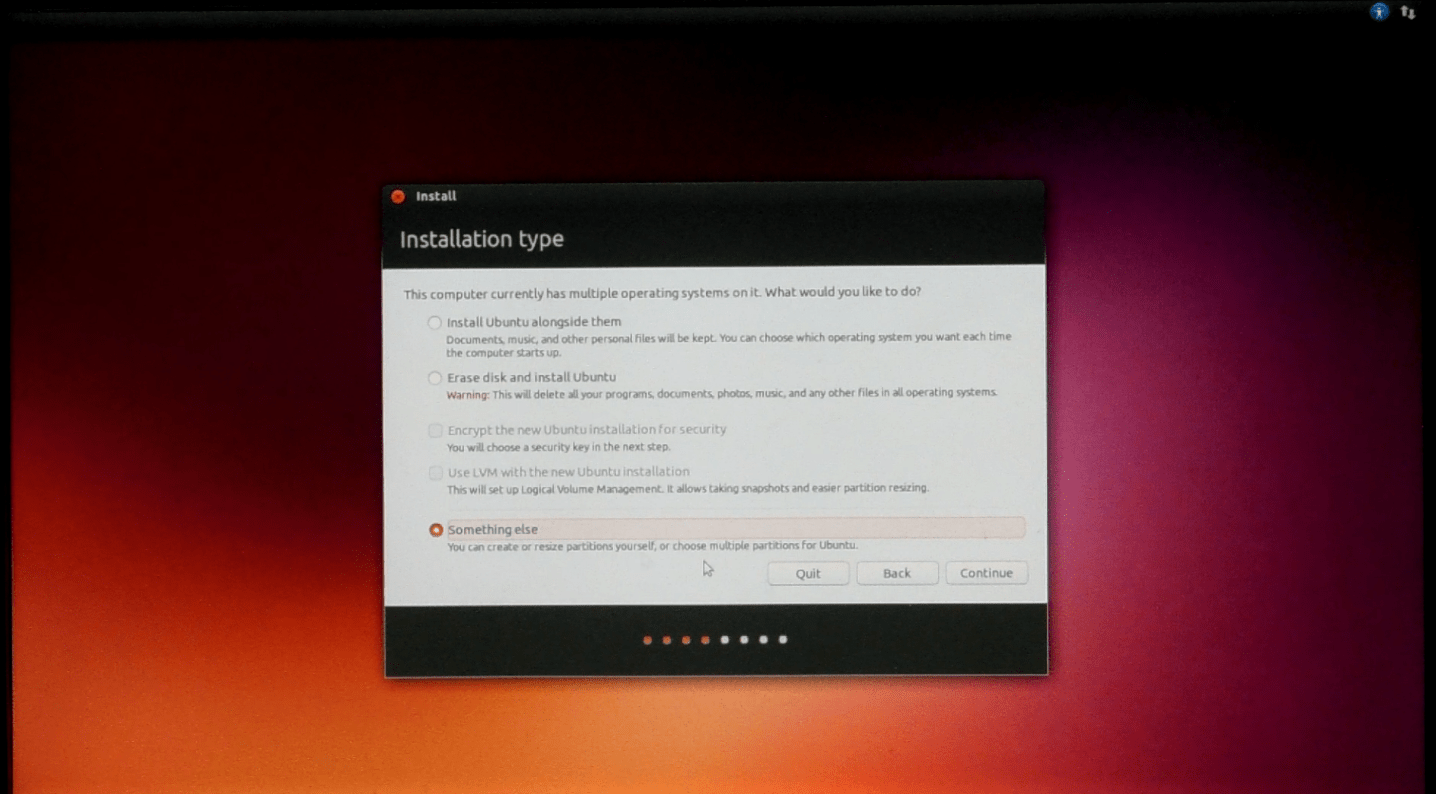 Install
Installation type
This computer currently has multiple operating systems on it. What would you like to do?
Install Ubuntu alongside them
Documents, music, and other personal files will be kept. You can choose which operating system you want each time
the computer starts up.
Erase disk and install Ubuntu
Warning: This will delete all your programs, documents, photos, music, and any other files in all operating systems.
Encrypt the new Ubuntu installation for security
You will choose a security key in the next step.
Use LVM with the new Ubuntu installation
This will set up Logical Volume Management. It allows taking snapshots and easier partition resizing.
Something else
You can create or resize partitions yourself, or choose multiple partitions for Ubuntu.
Quit Back Continue